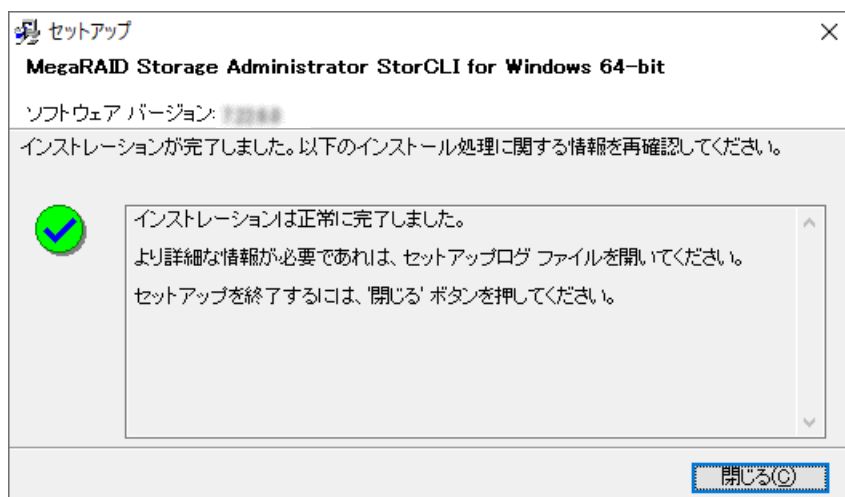 セットアップ
MegaRAID Storage Administrator StorCLI for Windows 64-bit
ソフトウェア バージョン:
インストレーションが完了しました。以下のインストール処理に関する情報を再確認してください。
インストレーションは正常に完了しました。
より詳細な情報が必要であれは、セットアップログ ファイルを開いてください。
セットアップを終了するには、'閉じる' ボタンを押してください。
閉じる(C)